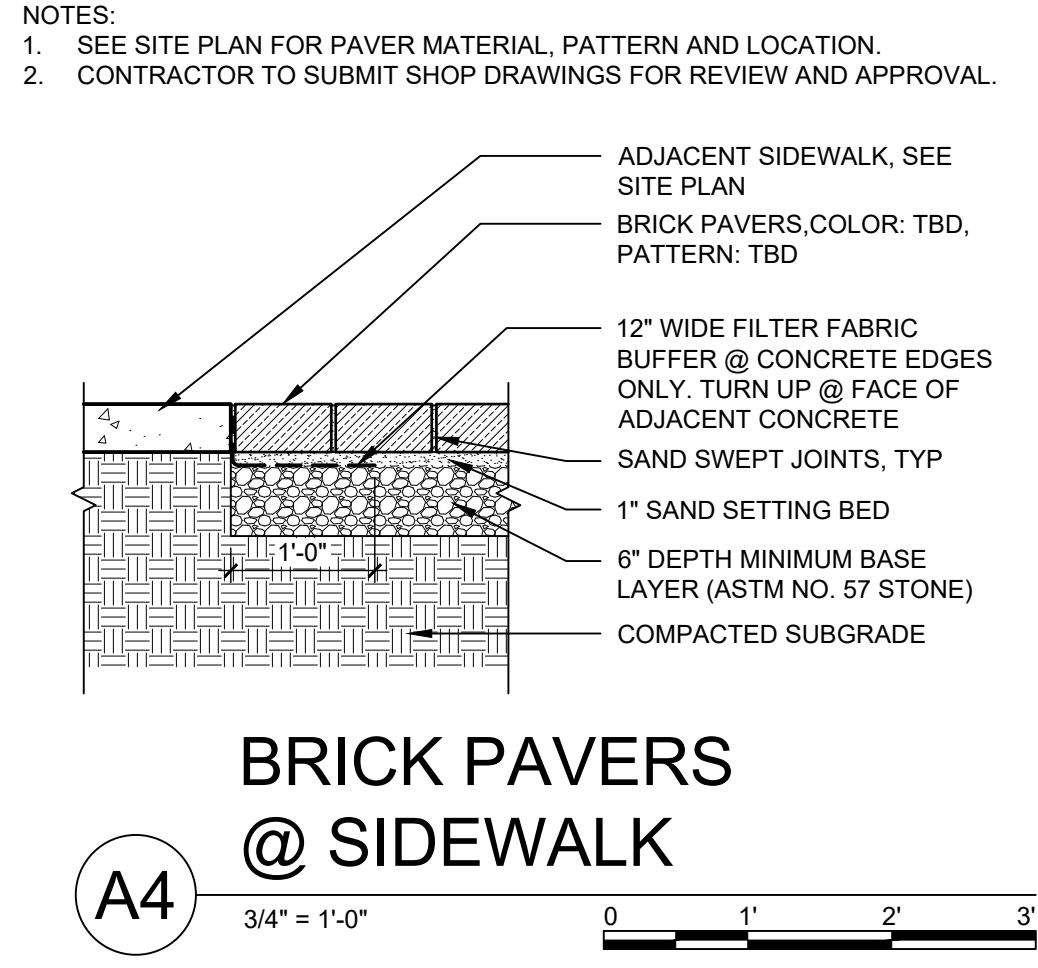 NOTES:
1. SEE SITE PLAN FOR PAVER MATERIAL, PATTERN AND LOCATION.
2. CONTRACTOR TO SUBMIT SHOP DRAWINGS FOR REVIEW AND APPROVAL.
ADJACENT SIDEWALK, SEE
SITE PLAN
BRICK PAVERS,COLOR: TBD,
PATTERN: TBD
12" WIDE FILTER FABRIC
BUFFER @ CONCRETE EDGES
ONLY. TURN UP @ FACE OF
ADJACENT CONCRETE
SAND SWEPT JOINTS, TYP
1" SAND SETTING BED
6" DEPTH MINIMUM BASE
LAYER (ASTM NO. 57 STONE)
COMPACTED SUBGRADE
1'-0"
BRICK PAVERS
@ SIDEWALK
A4
3/4" = 1'-0"
0 1' 2' 3'